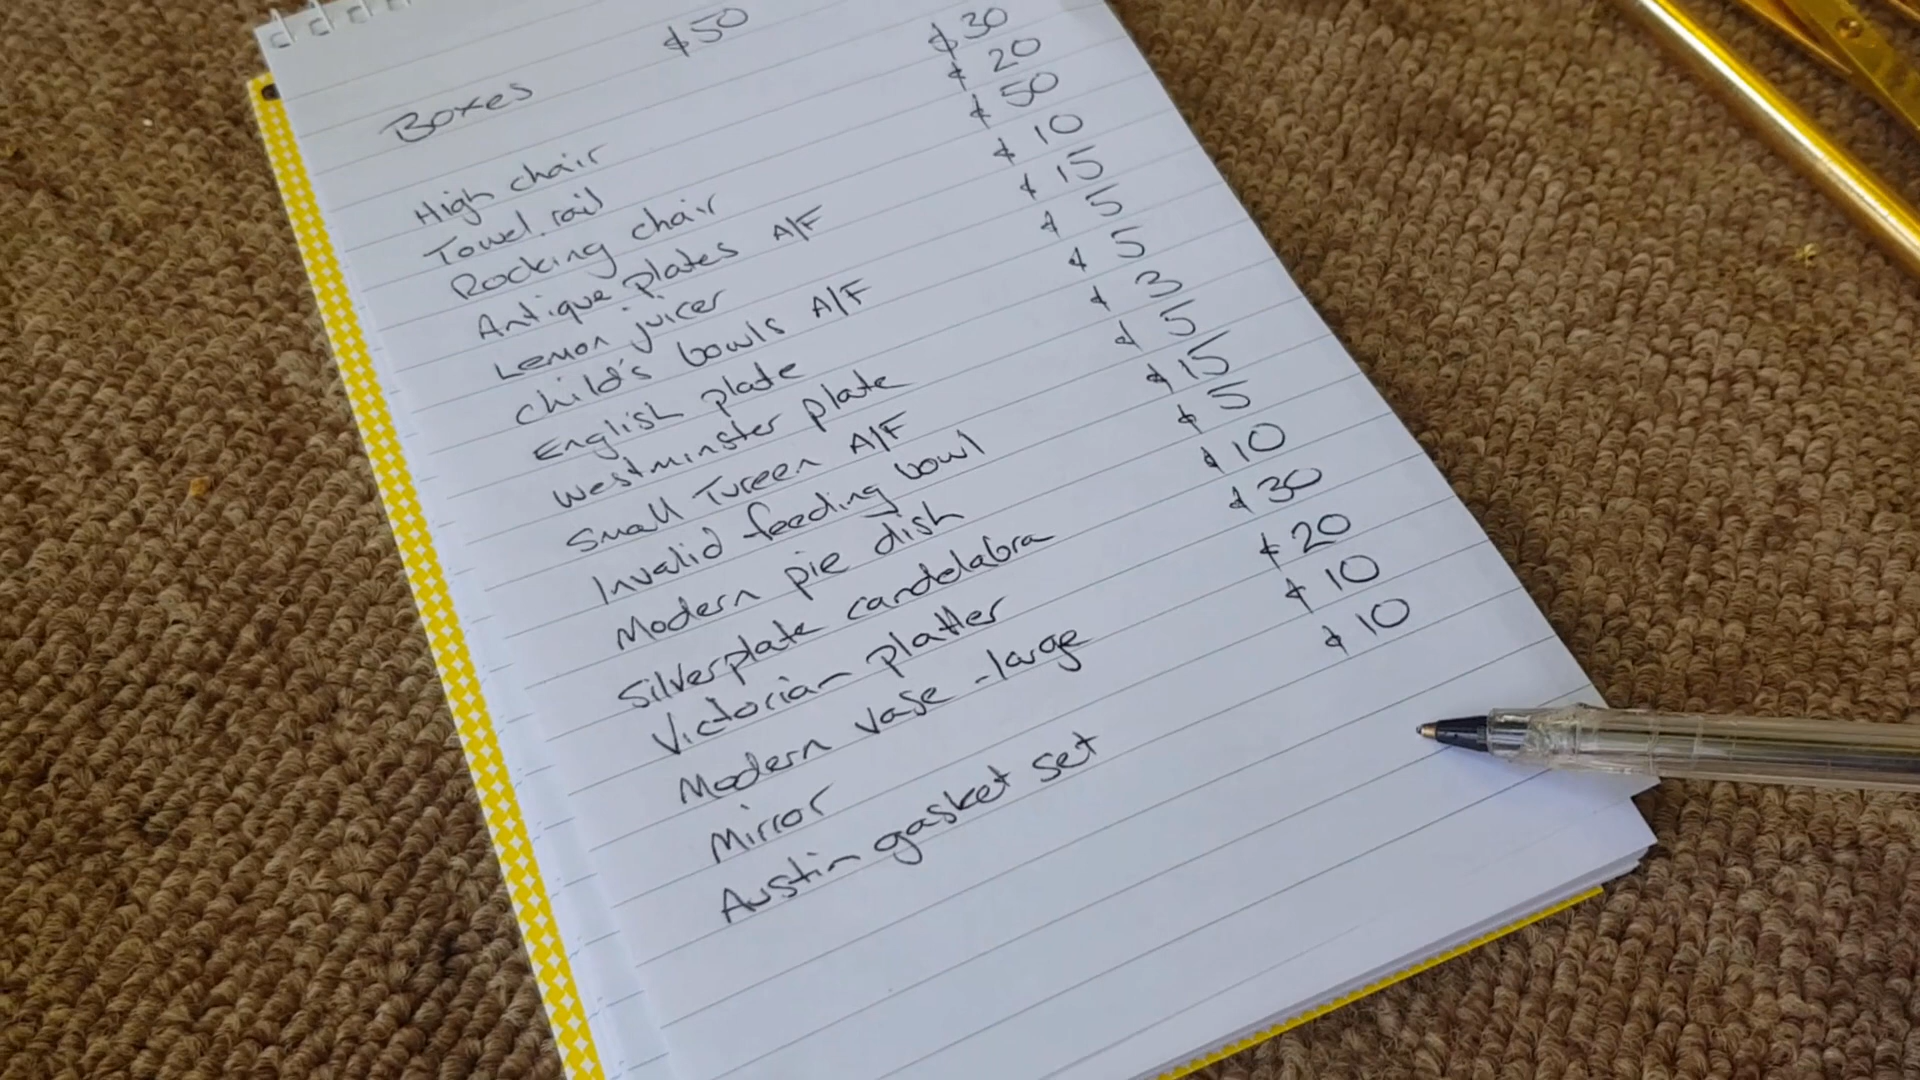 Boxes $50
High chair $30
Towel rail $20
Rocking chair $50
Antique plates A/F $10
Lemon juicer $15
Child's bowls A/F $5
English plate $5
Westminster plate $3
Small Tureen A/F $5
Invalid feeding bowl $15
Modern pie dish $5
Silverplate candelabra $10
Victorian platter $30
Modern vase - large $20
Mirror $10
Austin gasket set $10